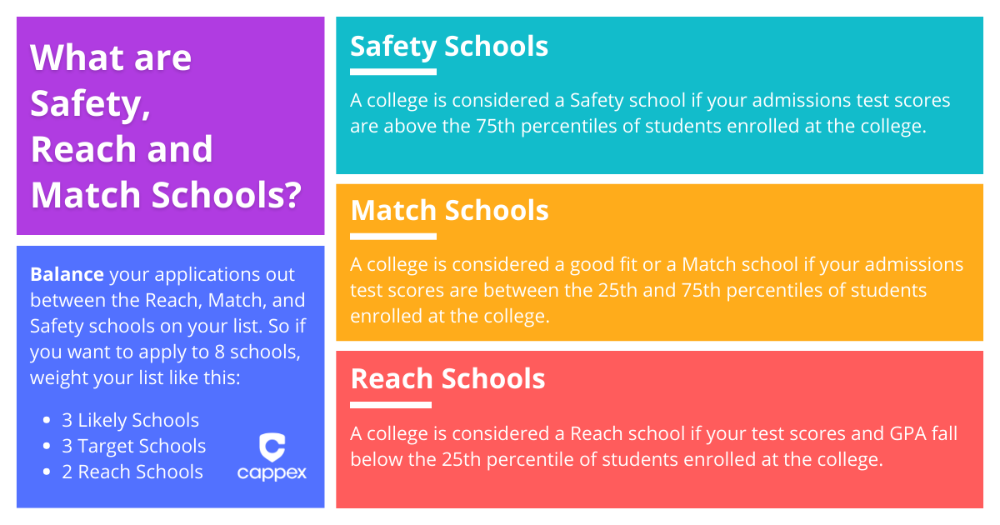 What are
Safety,
Reach and
Match Schools?
Balance your applications out
between the Reach, Match, and
Safety schools on your list. So if
you want to apply to 8 schools,
weight your list like this:
• 3 Likely Schools
• 3 Target Schools
• 2 Reach Schools
cappex
Safety Schools
A college is considered a Safety school if your admissions test scores
are above the 75th percentiles of students enrolled at the college.
Match Schools
A college is considered a good fit or a Match school if your admissions
test scores are between the 25th and 75th percentiles of students
enrolled at the college.
Reach Schools
A college is considered a Reach school if your test scores and GPA fall
below the 25th percentile of students enrolled at the college.